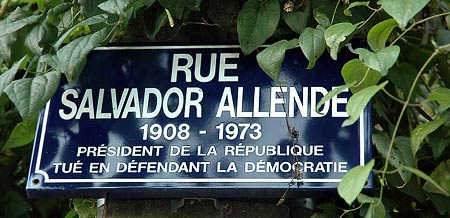 RUE
SALVADOR ALLENDE
1908 - 1973
PRÉSIDENT DE LA RÉPUBLIQUE
TUÉ EN DÉFENDANT LA DÉMOCRATIE